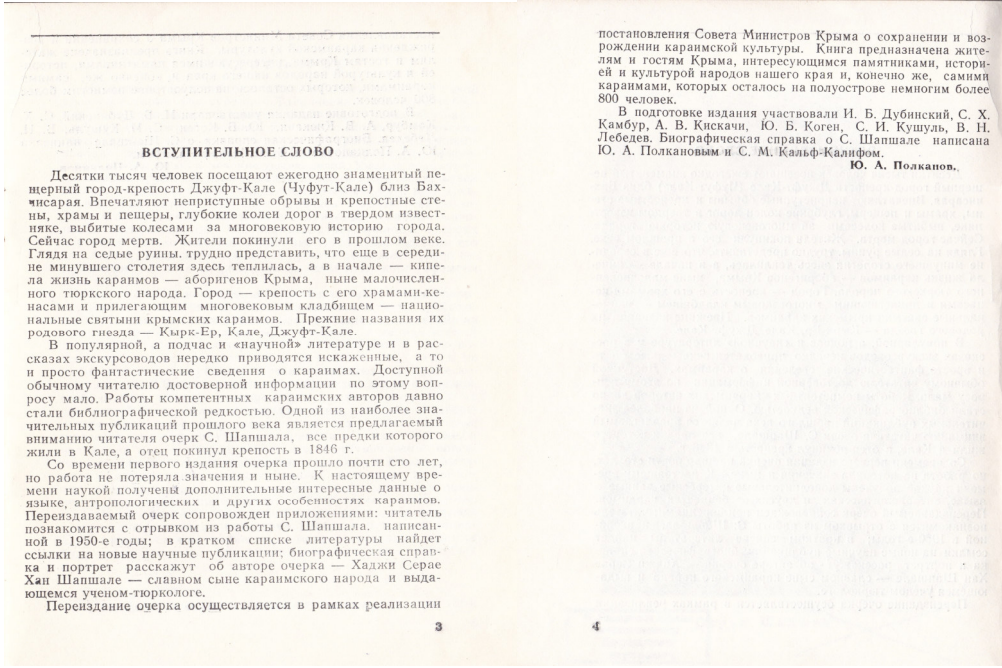 ВСТУПИТЕЛЬНОЕ СЛОВО
Десятки тысяч человек посещают ежегодно знаменитый пе-
щерный город-крепость Джуфт-Кале (Чуфут-Кале) близ Бах-
чисарая. Впечатляют неприступные обрывы и крепостные сте-
ны, храмы и пещеры, глубокие колеи дорог в твердом извест-
няке, выбитые колесами за многовековую историю города.
Сейчас город мертв. Жители покинули его в прошлом веке.
Глядя на седые руины. трудно представить, что еще в середи-
не минувшего столетия здесь теплилась, а в начале — кипе-
ла жизнь караимов — аборигенов Крыма, ныне малочислен-
ного тюркского народа. Город — крепость с его храмами-ке-
насами и прилегающим многовековым кладбищем — нацио-
нальные святыни крымских караимов. Прежние названия их
родового гнезда — Кырк-Ер, Кале, Джуфт-Кале.
В популярной, а подчас и «научной» литературе и в рас-
сказах экскурсоводов нередко приводятся искаженные, а то
и просто фантастические сведения о караимах. Доступной
обычному читателю достоверной информации по этому воп-
росу мало. Работы компетентных караимских авторов давно
стали библиографической редкостью. Одной из наиболее зна-
чительных публикаций прошлого века является предлагаемый
вниманию читателя очерк С. Шапшала, все предки которого
жили в Кале, а отец покинул крепость в 1846 г.
Со времени первого издания очерка прошло почти сто лет,
но работа не потеряла значения и ныне. К настоящему вре-
мени наукой получены дополнительные интересные данные о
языке, антропологических и других особенностях караимов.
Переиздаваемый очерк сопровожден приложениями: читатель
познакомится с отрывком из работы С. Шапшала. написан-
ной в 1950-е годы; в кратком списке литературы найдет
ссылки на новые научные публикации; биографическая справ-
ка и портрет расскажут об авторе очерка — Хаджи Серае
Хан Шапшале — славном сыне караимского народа и выда-
ющемся ученом-тюркологе.
Переиздание очерка осуществляется в рамках реализации
3
постановления Совета Министров Крыма о сохранении и воз-
рождении караимской культуры. Книга предназначена жите-
лям и гостям Крыма, интересующимся памятниками, истори-
ей и культурой народов нашего края и, конечно же, самими
караимами, которых осталось на полуострове немногим более
800 человек.
В подготовке издания участвовали И. Б. Дубинский, С. Х.
Камбур, А. В. Кискачи, Ю. Б. Коген, С. И. Кушуль, В. Н.
Лебедев. Биографическая справка о С. Шапшале написана
Ю. А. Полкановым и С. М. Кальф-Калифом.
Ю. А. Полканов.
4